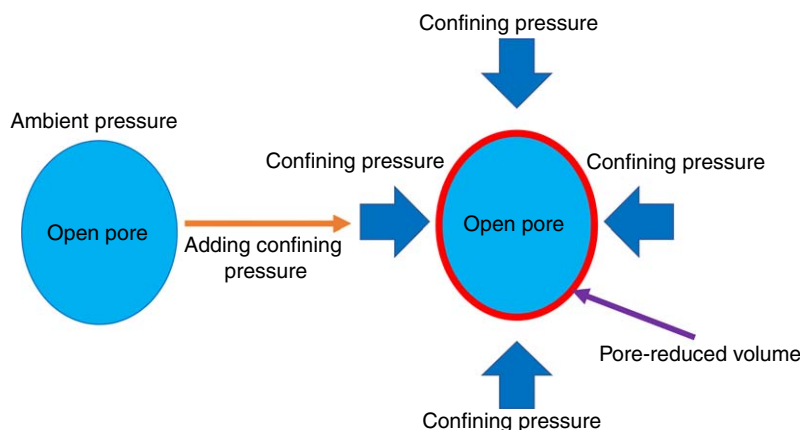 Confining pressure
Ambient pressure
Confining pressure
Confining pressure
Open pore
Open pore
Adding confining
pressure
Pore-reduced volume
Confining pressure